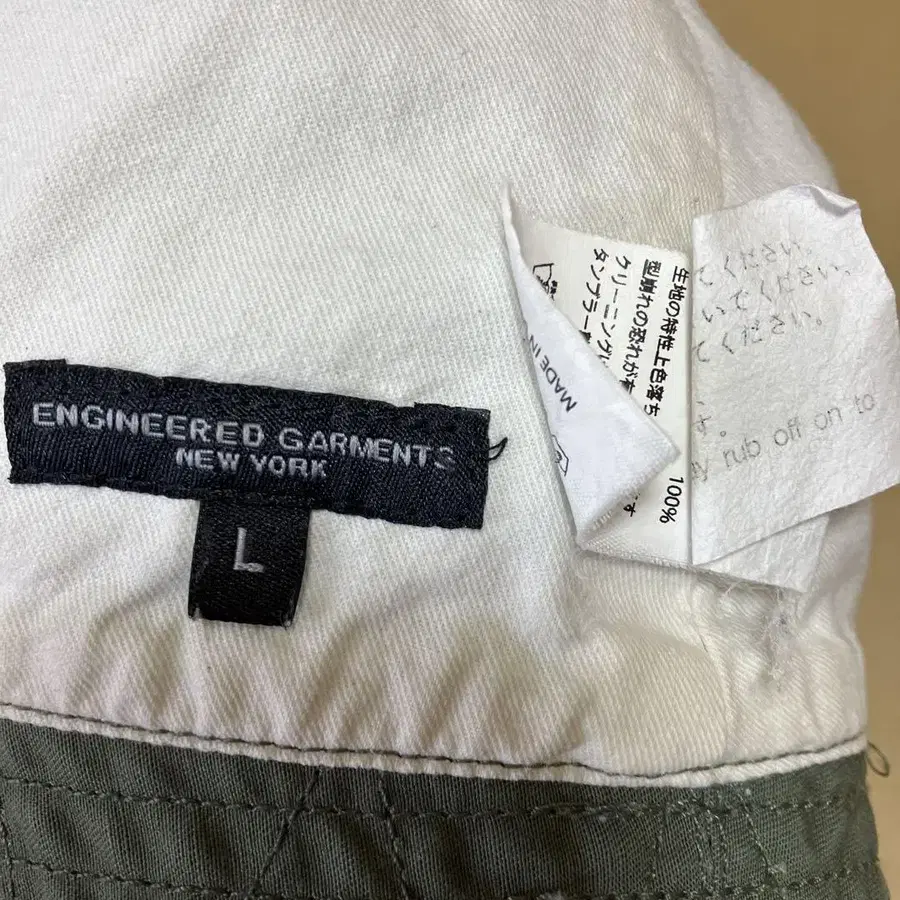 ENGINEERED GARMENTS
NEW YORK
L
MADE IN
生地の特性上色落ち
型崩れの恐れが
クリーニング
タンブラー
100%
てください。
いでください。
てください。
す。
rub off on to